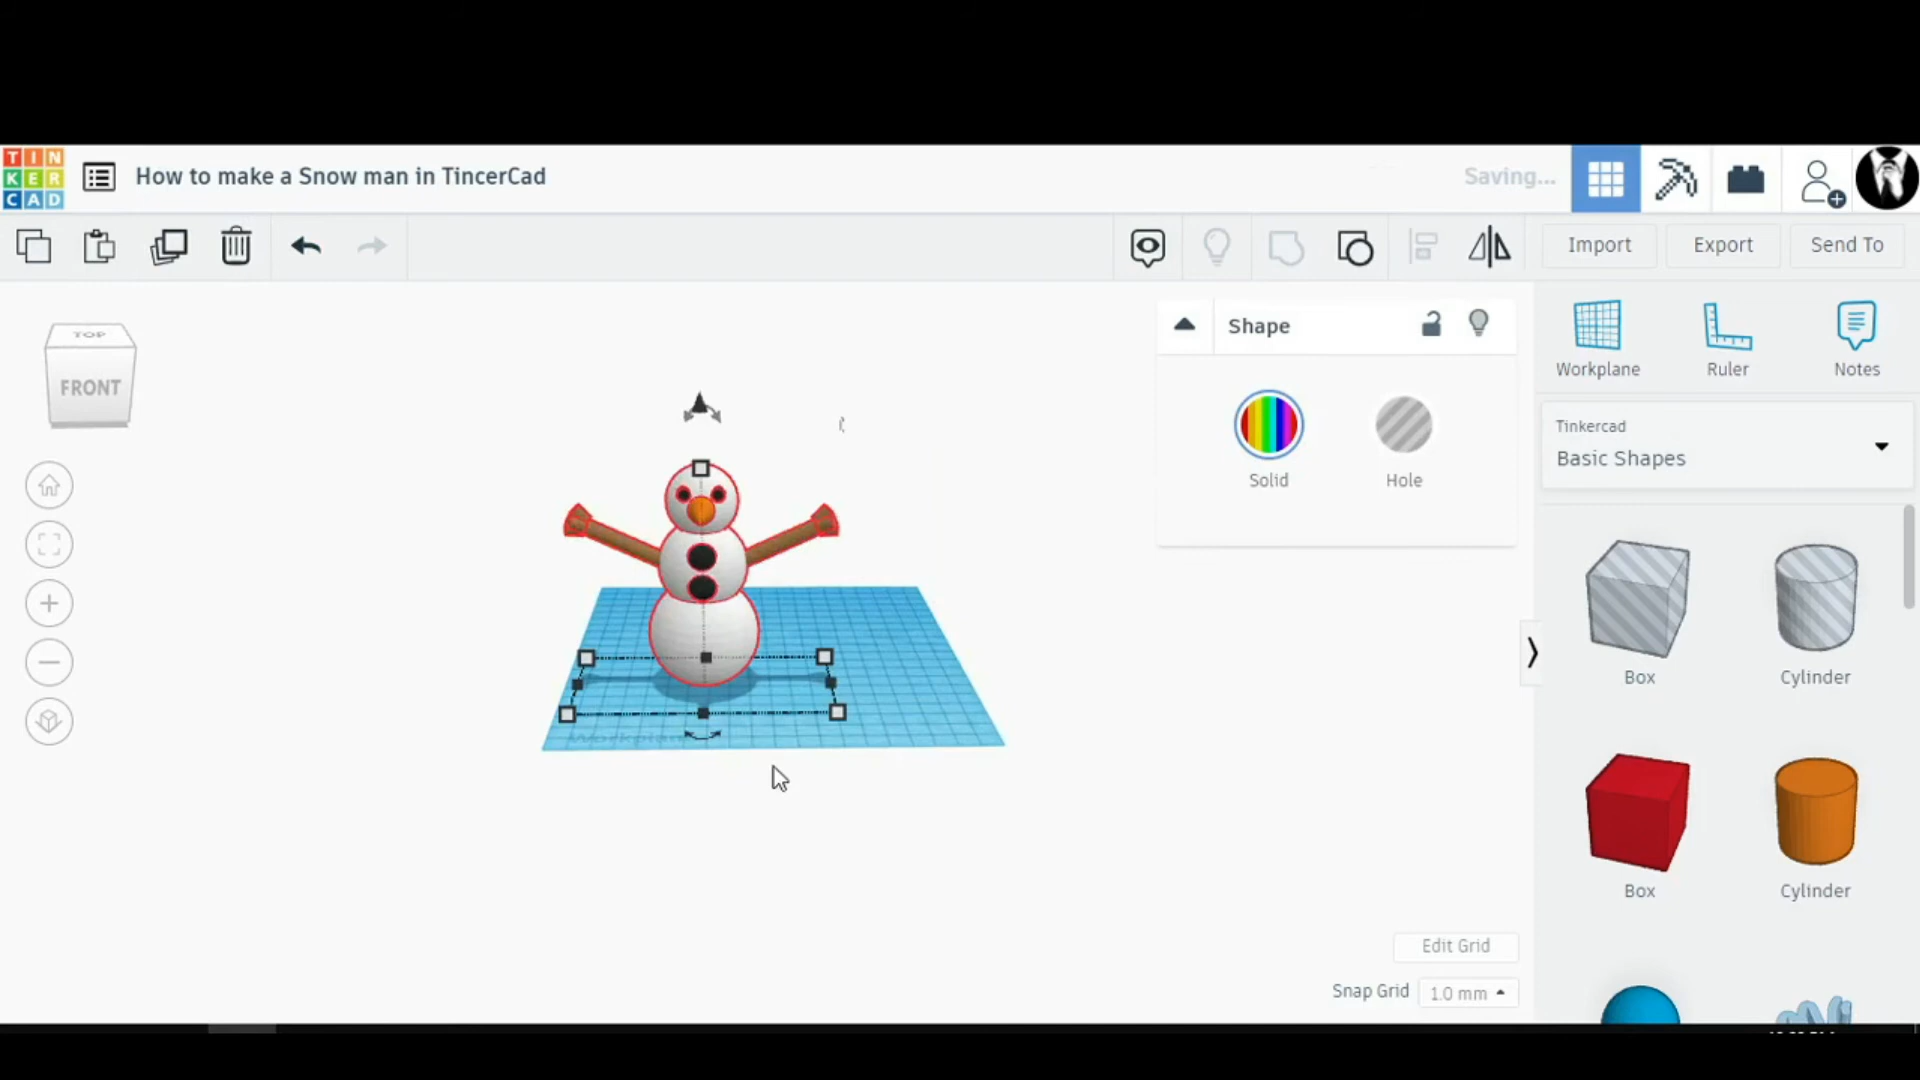 TIN
KER
CAD
How to make a Snow man in TincerCad
Saving...
Import
Export
Send To
TOP
FRONT
Shape
Solid
Hole
Workplane
Ruler
Notes
Tinkercad
Basic Shapes
Box
Cylinder
Box
Cylinder
Workplane
Edit Grid
Snap Grid
1.0 mm